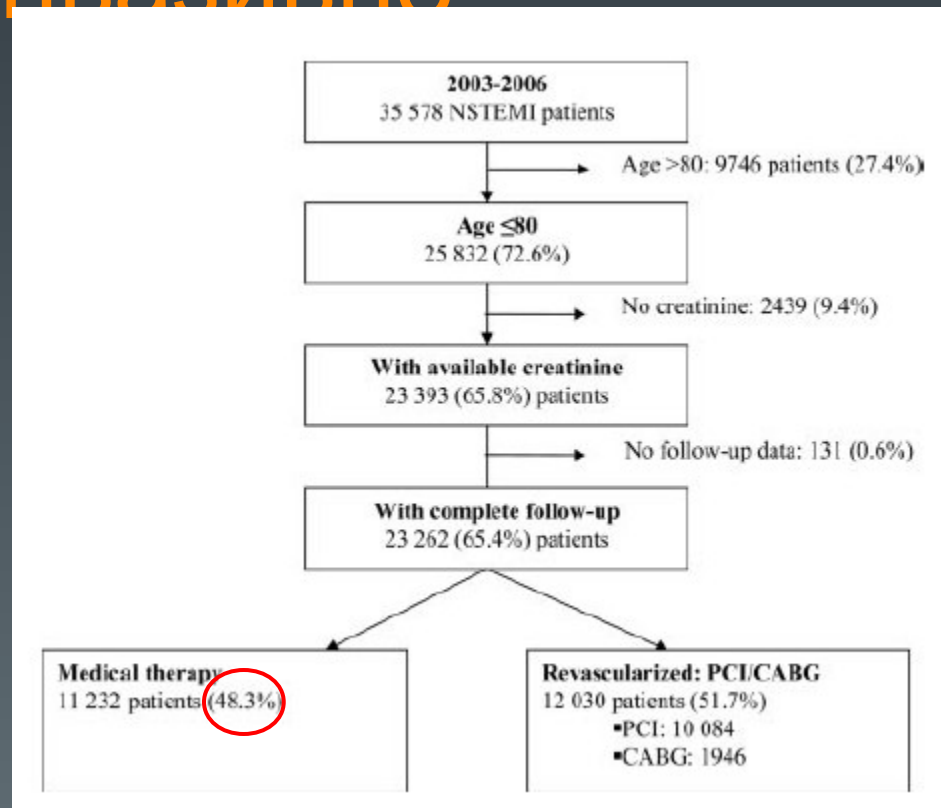 2003-2006
35 578 NSTEMI patients
Age >80: 9746 patients (27.4%)
Age ≤80
25 832 (72.6%)
No creatinine: 2439 (9.4%)
With available creatinine
23 393 (65.8%) patients
No follow-up data: 131 (0.6%)
With complete follow-up
23 262 (65.4%) patients
Medical therapy
11 232 patients (48.3%)
Revascularized: PCI/CABG
12 030 patients (51.7%)
▪PCI: 10 084
▪CABG: 1946